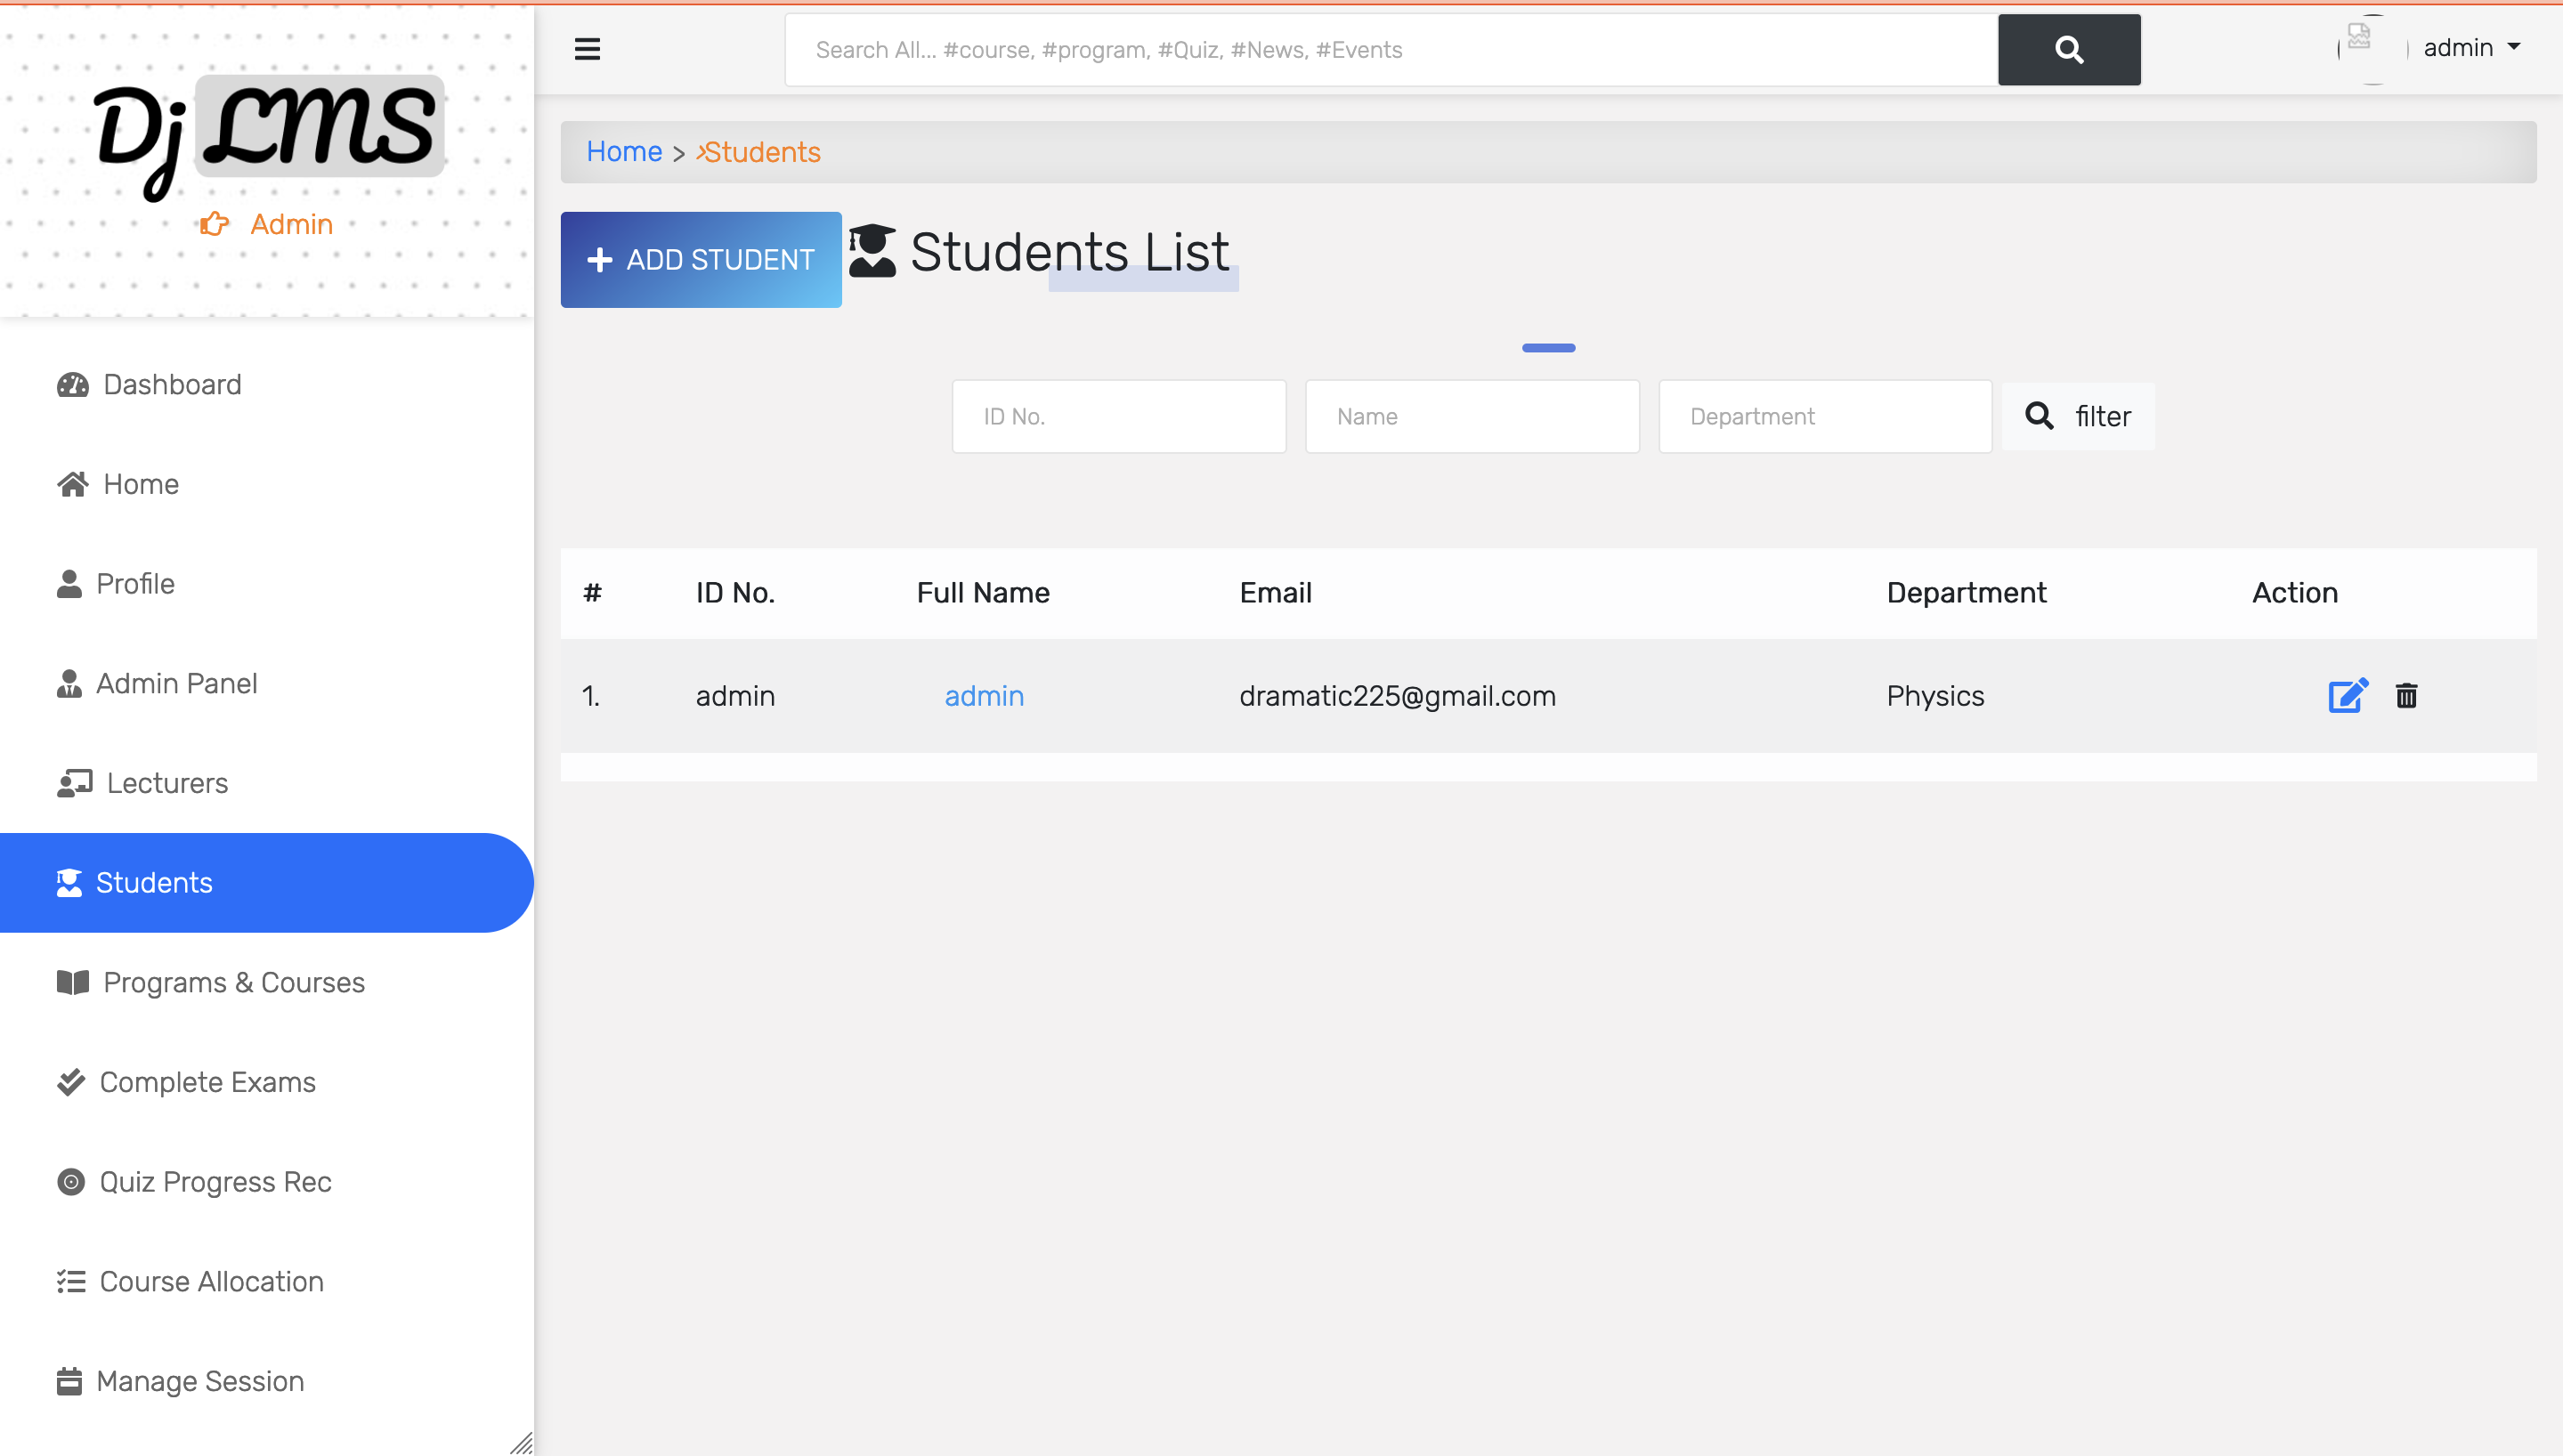 Dj LMS
Admin
Dashboard
Home
Profile
Admin Panel
Lecturers
Students
Programs & Courses
Complete Exams
Quiz Progress Rec
Course Allocation
Manage Session
Search All... #course, #program, #Quiz, #News, #Events
admin
Home > Students
+ ADD STUDENT
Students List
ID No. Name Department filter
# ID No. Full Name Email Department Action
1. admin admin dramatic225@gmail.com Physics